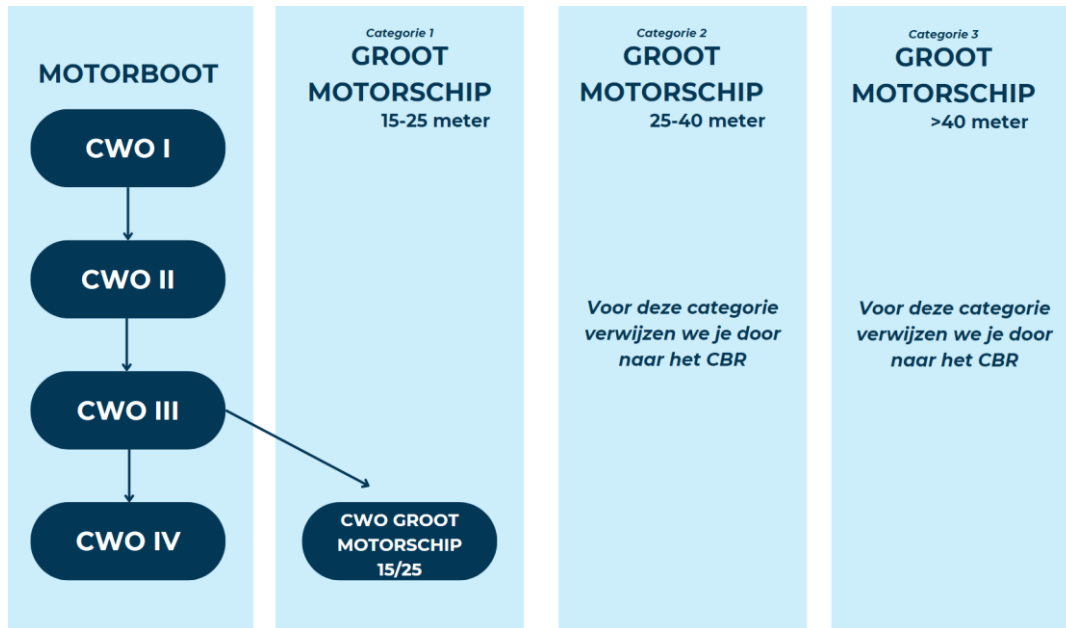 MOTORBOOT
CWO I
CWO II
CWO III
CWO IV
Categorie 1
GROOT
MOTORSCHIP
15-25 meter
CWO GROOT
MOTORSCHIP
15/25
Categorie 2
GROOT
MOTORSCHIP
25-40 meter
Voor deze categorie
verwijzen we je door
naar het CBR
Categorie 3
GROOT
MOTORSCHIP
>40 meter
Voor deze categorie
verwijzen we je door
naar het CBR